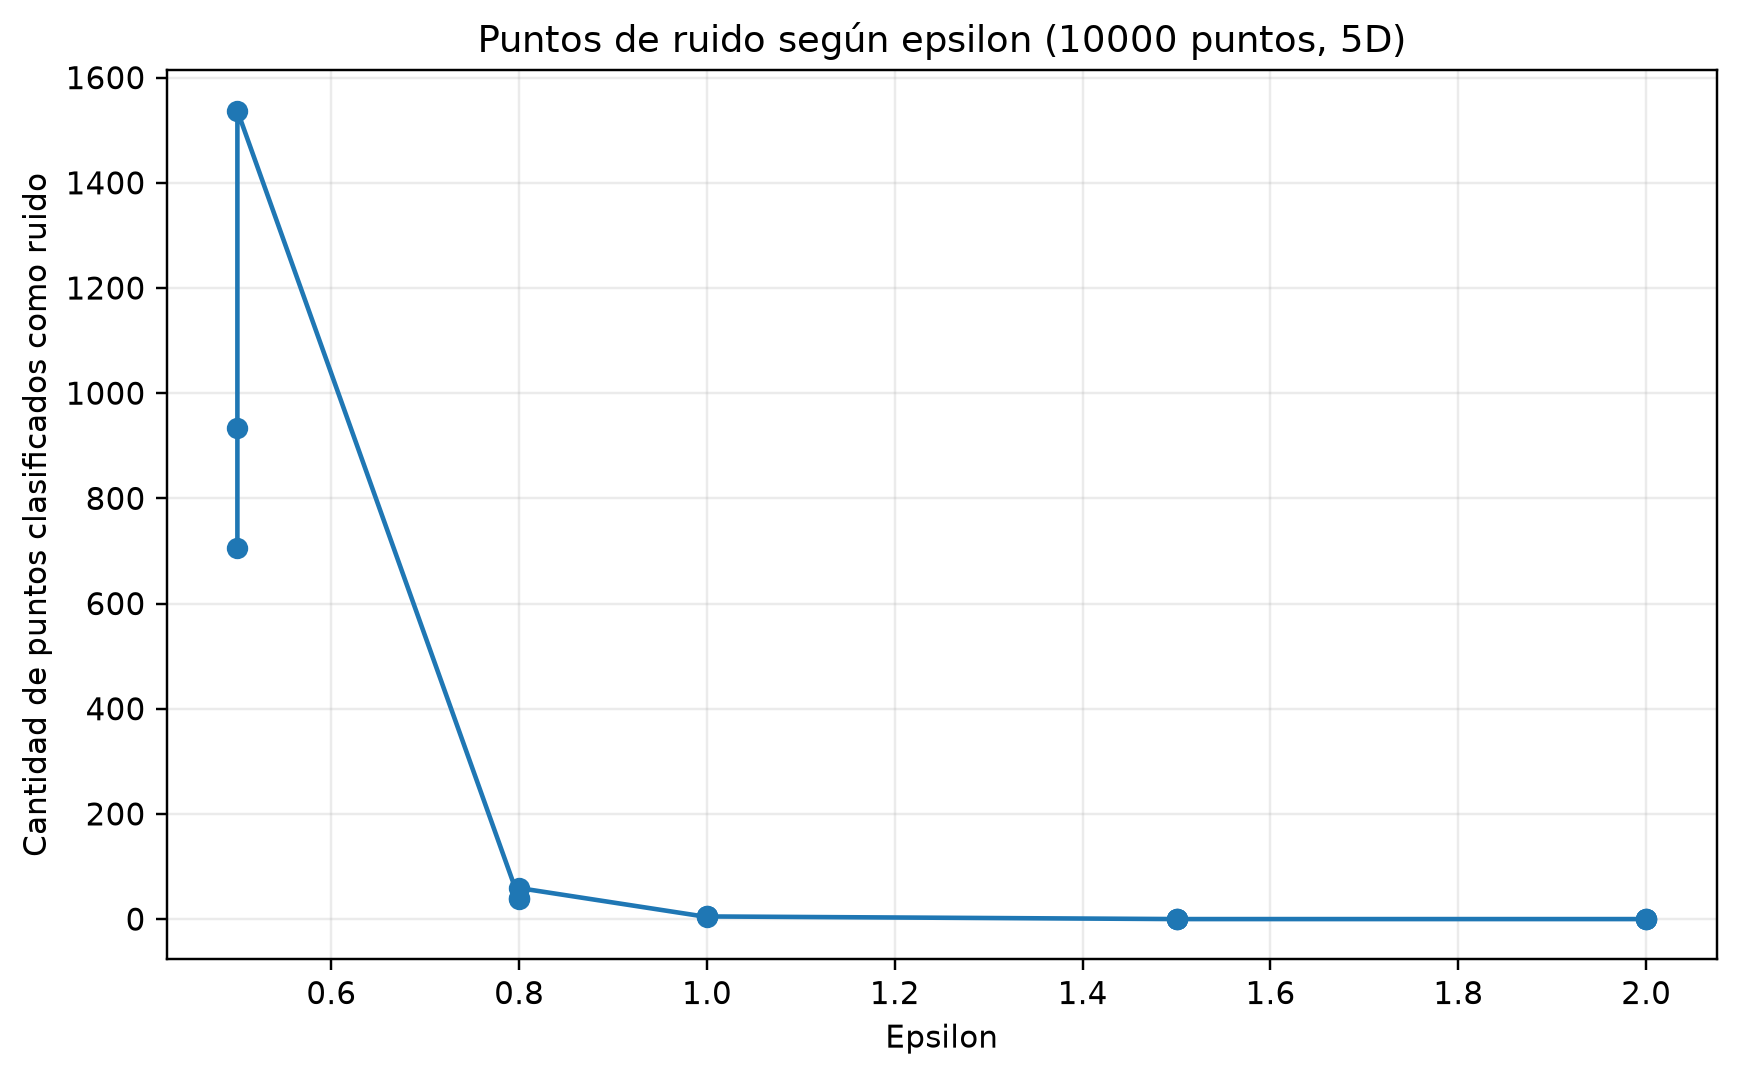 Puntos de ruido según epsilon (10000 puntos, 5D)
Cantidad de puntos clasificados como ruido
1600
1400
1200
1000
800
600
400
200
0
0.6 0.8 1.0 1.2 1.4 1.6 1.8 2.0
Epsilon